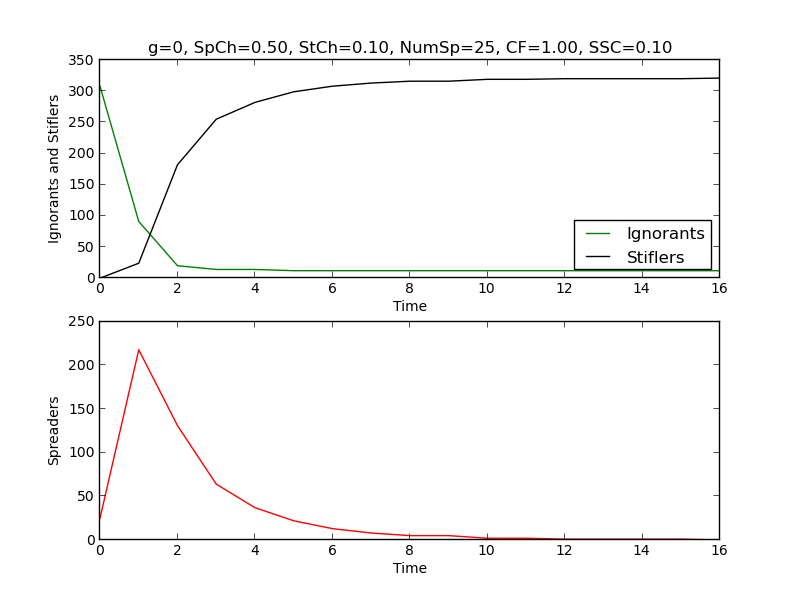 g=0, SpCh=0.50, StCh=0.10, NumSp=25, CF=1.00, SSC=0.10
350
300
250
200
150
100
50
0
Ignorants and Stiflers
Ignorants
Stiflers
0 2 4 6 8 10 12 14 16
Time
250
200
150
100
50
0
Spreaders
0 2 4 6 8 10 12 14 16
Time